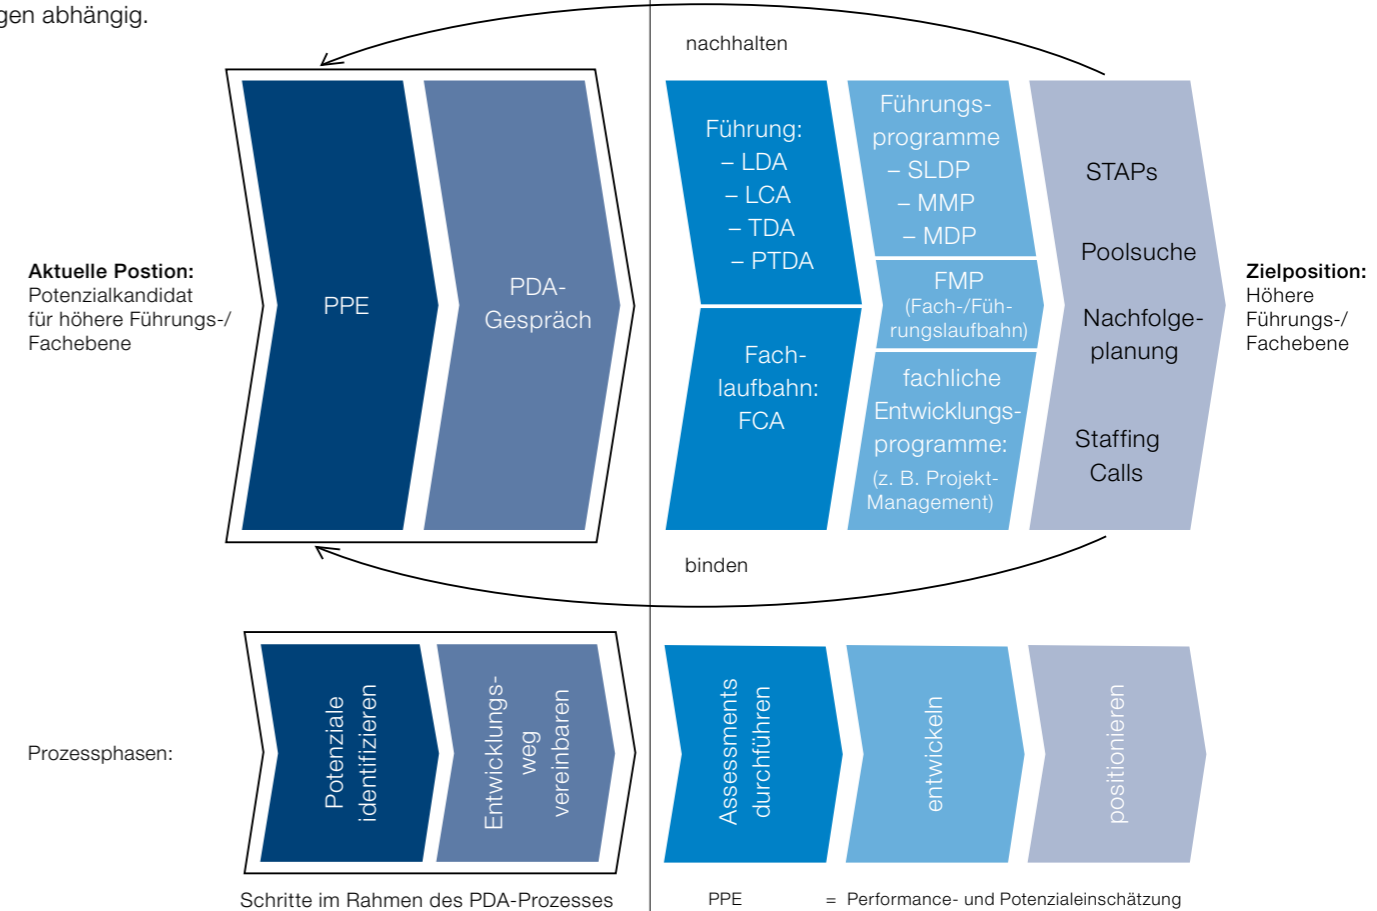 gen abhängig.
nachhalten
Aktuelle Postion:
Potenzialkandidat
für höhere Führungs-/
Fachebene
PPE
PDA-
Gespräch
Führung:
– LDA
– LCA
– TDA
– PTDA
Fach-
laufbahn:
FCA
Führungs-
programme
– SLDP
– MMP
– MDP
FMP
(Fach-/Füh-
rungslaufbahn)
fachliche
Entwicklungs-
programme:
(z. B. Projekt-
Management)
STAPs
Poolsuche
Nachfolge-
planung
Staffing
Calls
Zielposition:
Höhere
Führungs-/
Fachebene
binden
Prozessphasen:
Potenziale
identifizieren
Entwicklungs-
weg
vereinbaren
Assessments
durchführen
entwickeln
positionieren
Schritte im Rahmen des PDA-Prozesses
PPE = Performance- und Potenzialeinschätzung